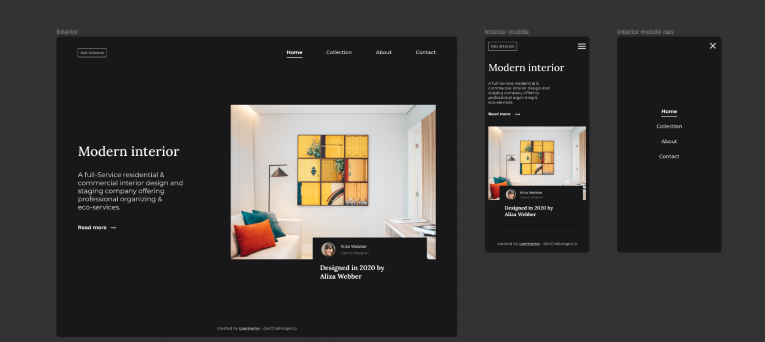 Interior
THIS INTERIOR
Home
Collection
About
Contact
Modern interior
A full-Service residential &
commercial interior design and
staging company offering
professional organizing &
eco-services.
Read more →
Aliza Webber
Interior designer
Designed in 2020 by
Aliza Webber
created by username - devChallenges.io
Interior mobile
THIS INTERIOR
Modern interior
A full-Service residential &
commercial interior design and
staging company offering
professional organizing &
eco-services.
Read more →
Aliza Webber
Interior designer
Designed in 2020 by
Aliza Webber
created by username - devChallenges.io
Interior mobile nav
Home
Collection
About
Contact